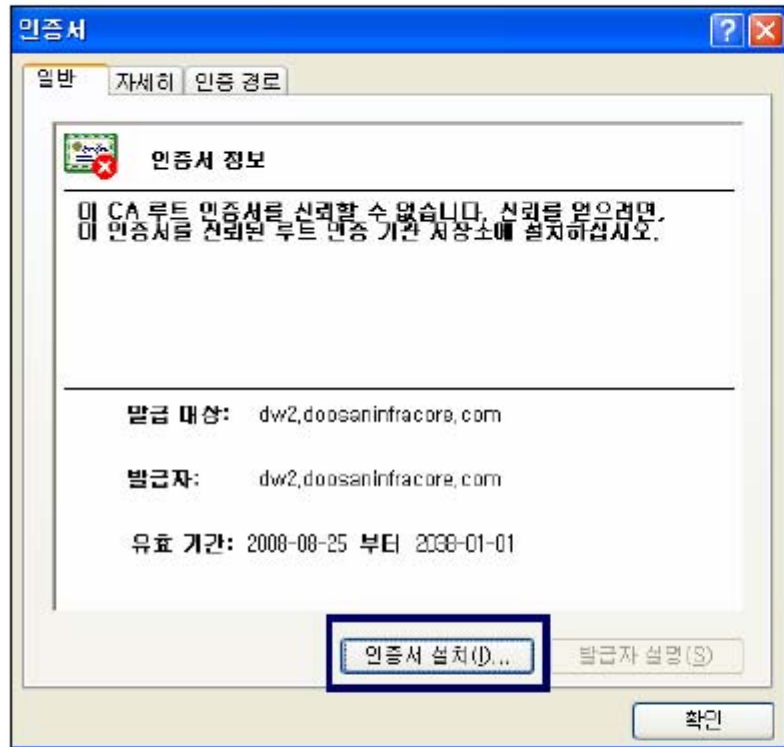 인증서
일반 자세히 인증 경로
인증서 정보
이 CA 루트 인증서를 신뢰할 수 없습니다. 신뢰를 얻으려면,
이 인증서를 신뢰된 루트 인증 기관 저장소에 설치하십시오.
발급 대상: dw2.doosaninfracore.com
발급자: dw2.doosaninfracore.com
유효 기간: 2008-08-25 부터 2038-01-01
인증서 설치(I)... 발급자 설명(S)
확인